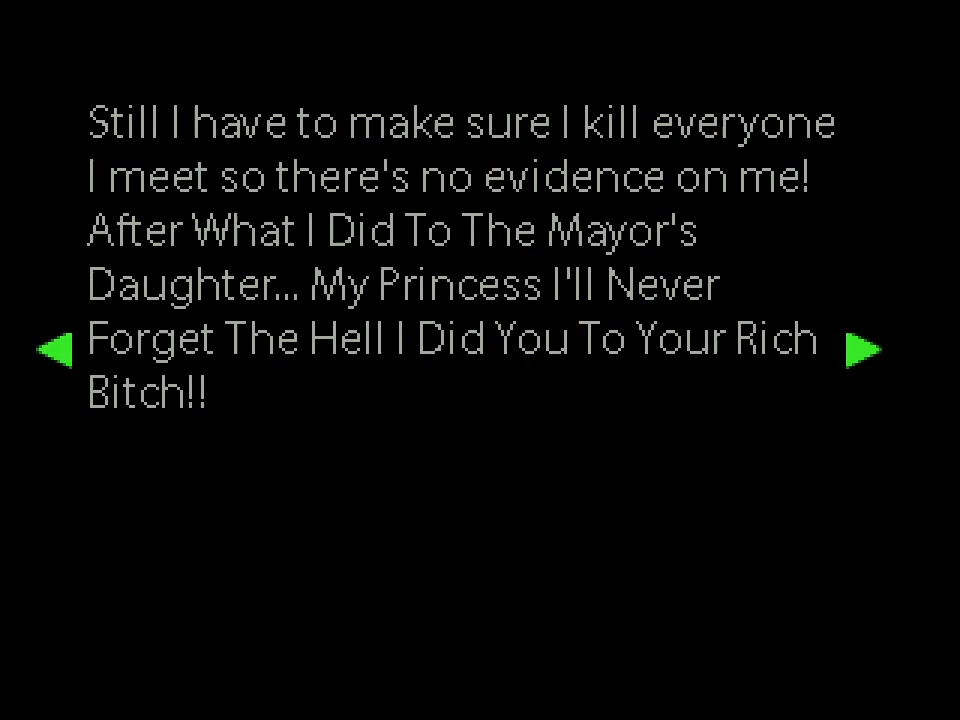 Still I have to make sure I kill everyone
I meet so there's no evidence on me!
After What I Did To The Mayor's
Daughter... My Princess I'll Never
Forget The Hell I Did You To Your Rich
Bitch!!